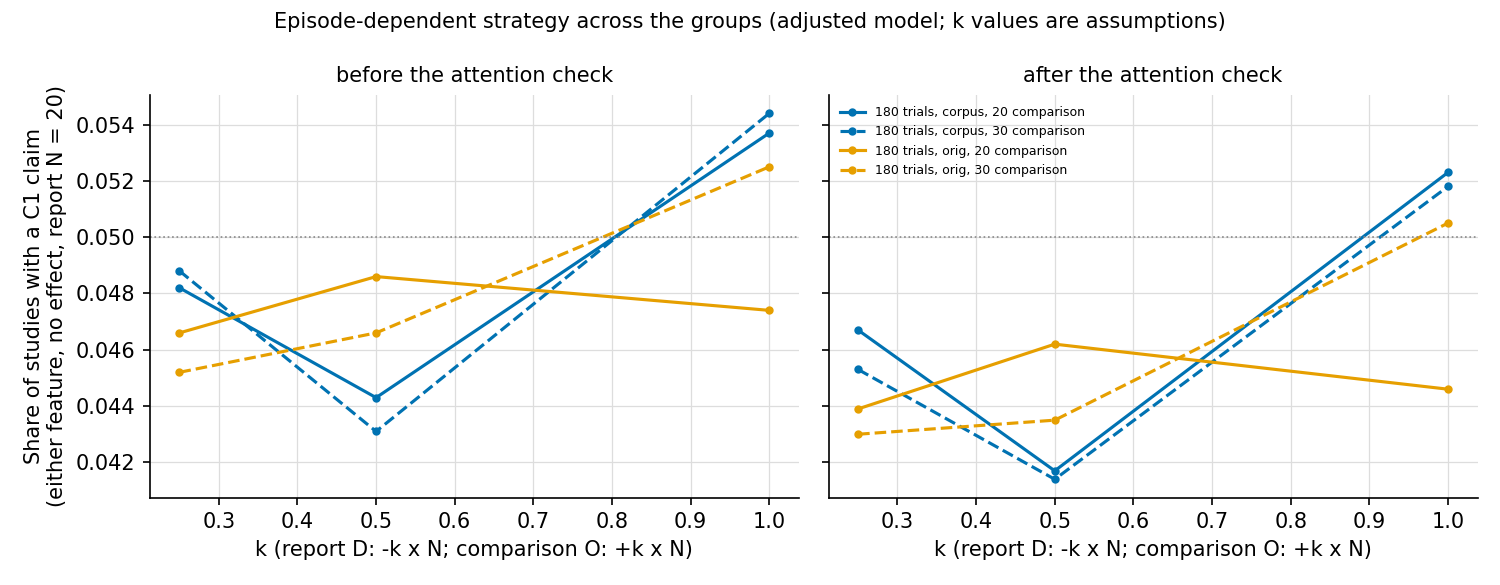 Episode-dependent strategy across the groups (adjusted model; k values are assumptions)
before the attention check
after the attention check
Share of studies with a C1 claim
(either feature, no effect, report N = 20)
0.054
0.052
0.050
0.048
0.046
0.044
0.042
180 trials, corpus, 20 comparison
180 trials, corpus, 30 comparison
180 trials, orig, 20 comparison
180 trials, orig, 30 comparison
0.3 0.4 0.5 0.6 0.7 0.8 0.9 1.0
0.3 0.4 0.5 0.6 0.7 0.8 0.9 1.0
k (report D: -k x N; comparison O: +k x N)
k (report D: -k x N; comparison O: +k x N)